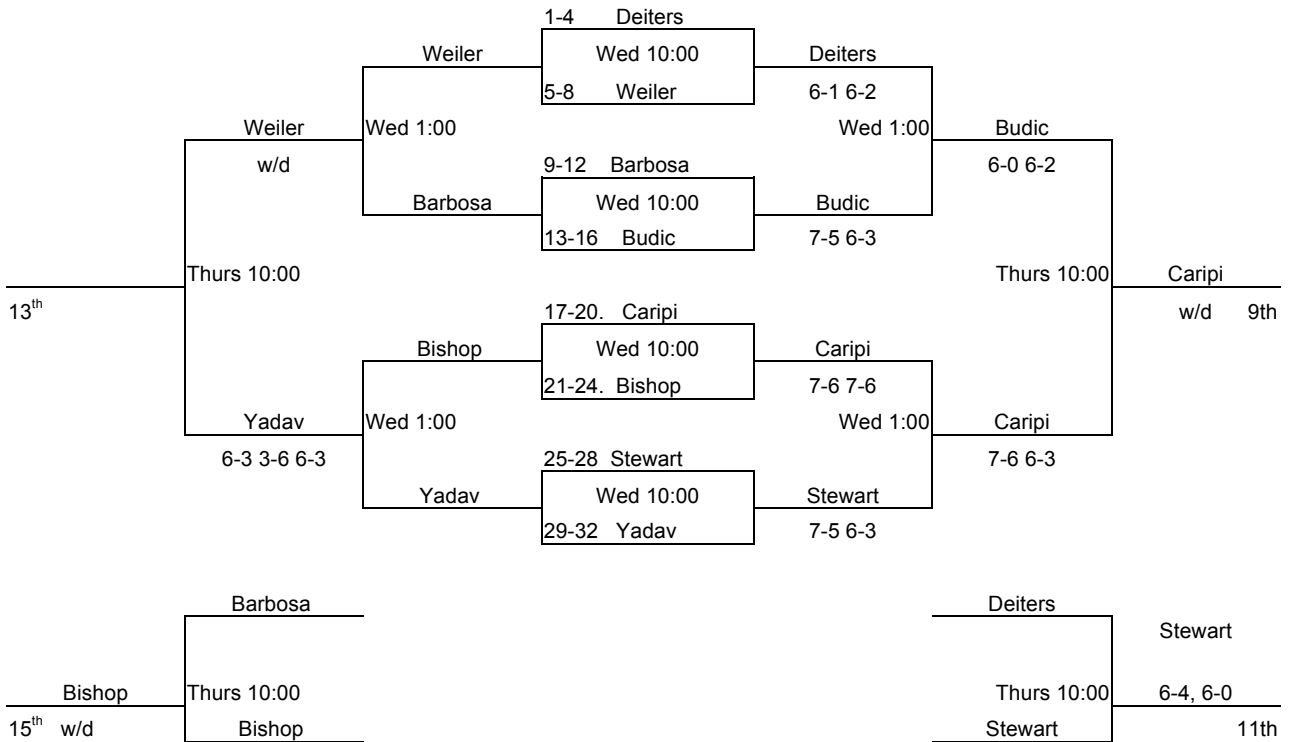 1-4 Deiters
Weiler Wed 10:00 Deiters
5-8 Weiler 6-1 6-2
Weiler Wed 1:00 Wed 1:00 Budic
w/d 9-12 Barbosa 6-0 6-2
Barbosa Wed 10:00 Budic
13-16 Budic 7-5 6-3
Thurs 10:00 Thurs 10:00 Caripi
13th 17-20. Caripi w/d 9th
Bishop Wed 10:00 Caripi
21-24. Bishop 7-6 7-6
Yadav Wed 1:00 Wed 1:00 Caripi
6-3 3-6 6-3 25-28 Stewart 7-6 6-3
Yadav Wed 10:00 Stewart
29-32 Yadav 7-5 6-3
Barbosa Deiters
Stewart
Bishop Thurs 10:00 Thurs 10:00 6-4, 6-0
15th w/d Bishop Stewart 11th